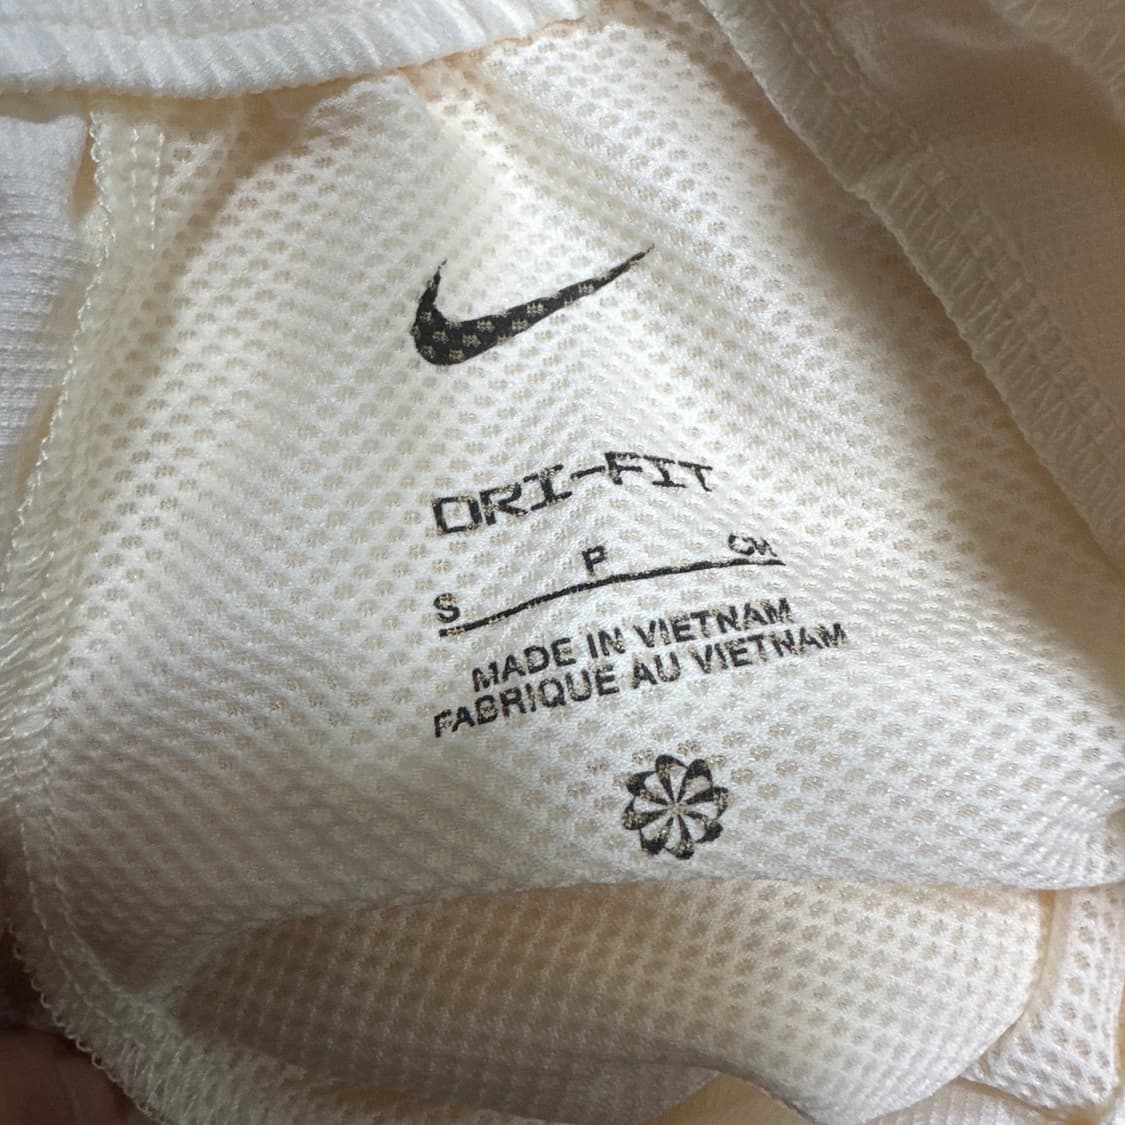 DRI-FIT
S P CH
MADE IN VIETNAM
FABRIQUE AU VIETNAM